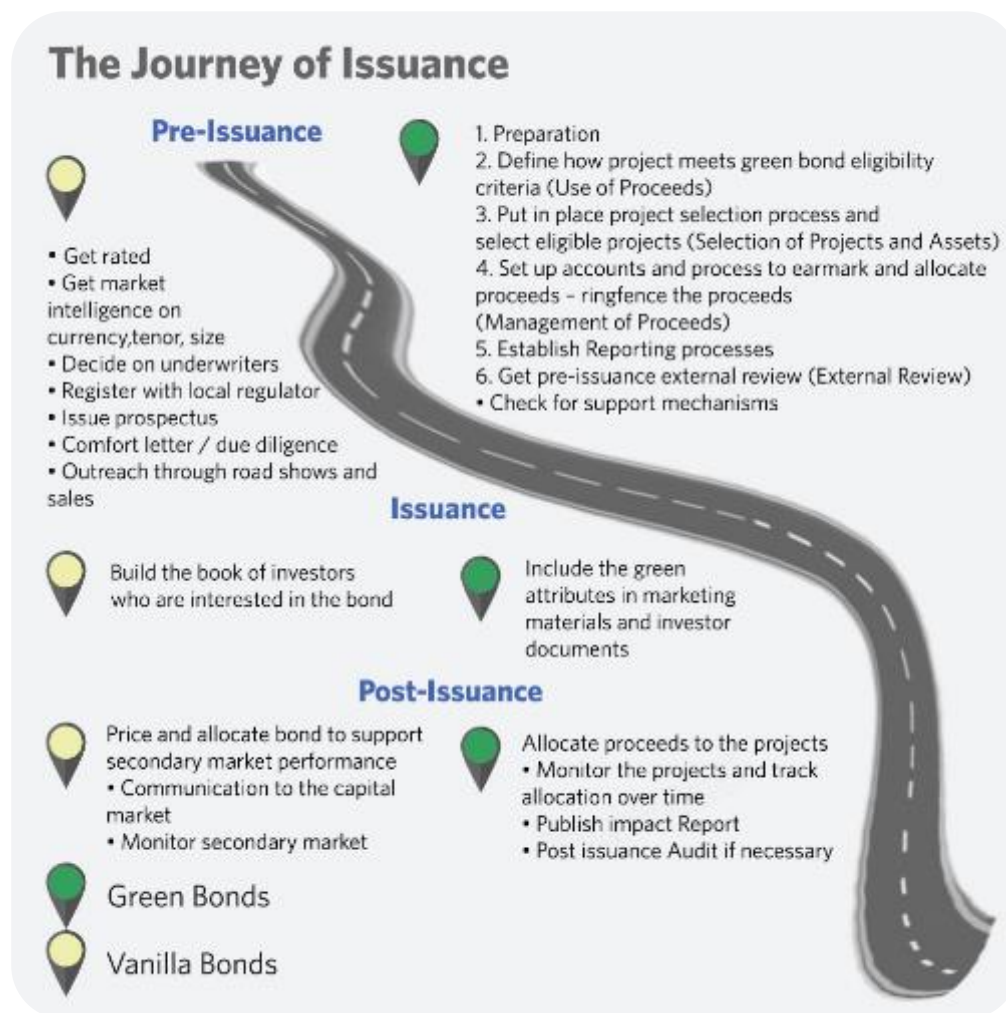 The Journey of Issuance
Pre-Issuance
• Get rated
• Get market
intelligence on
currency,tenor, size
• Decide on underwriters
• Register with local regulator
• Issue prospectus
• Comfort letter / due diligence
• Outreach through road shows and
sales
1. Preparation
2. Define how project meets green bond eligibility
criteria (Use of Proceeds)
3. Put in place project selection process and
select eligible projects (Selection of Projects and Assets)
4. Set up accounts and process to earmark and allocate
proceeds – ringfence the proceeds
(Management of Proceeds)
5. Establish Reporting processes
6. Get pre-issuance external review (External Review)
• Check for support mechanisms
Issuance
Build the book of investors
who are interested in the bond
Include the green
attributes in marketing
materials and investor
documents
Post-Issuance
Price and allocate bond to support
secondary market performance
• Communication to the capital
market
• Monitor secondary market
Allocate proceeds to the projects
• Monitor the projects and track
allocation over time
• Publish impact Report
• Post issuance Audit if necessary
Green Bonds
Vanilla Bonds